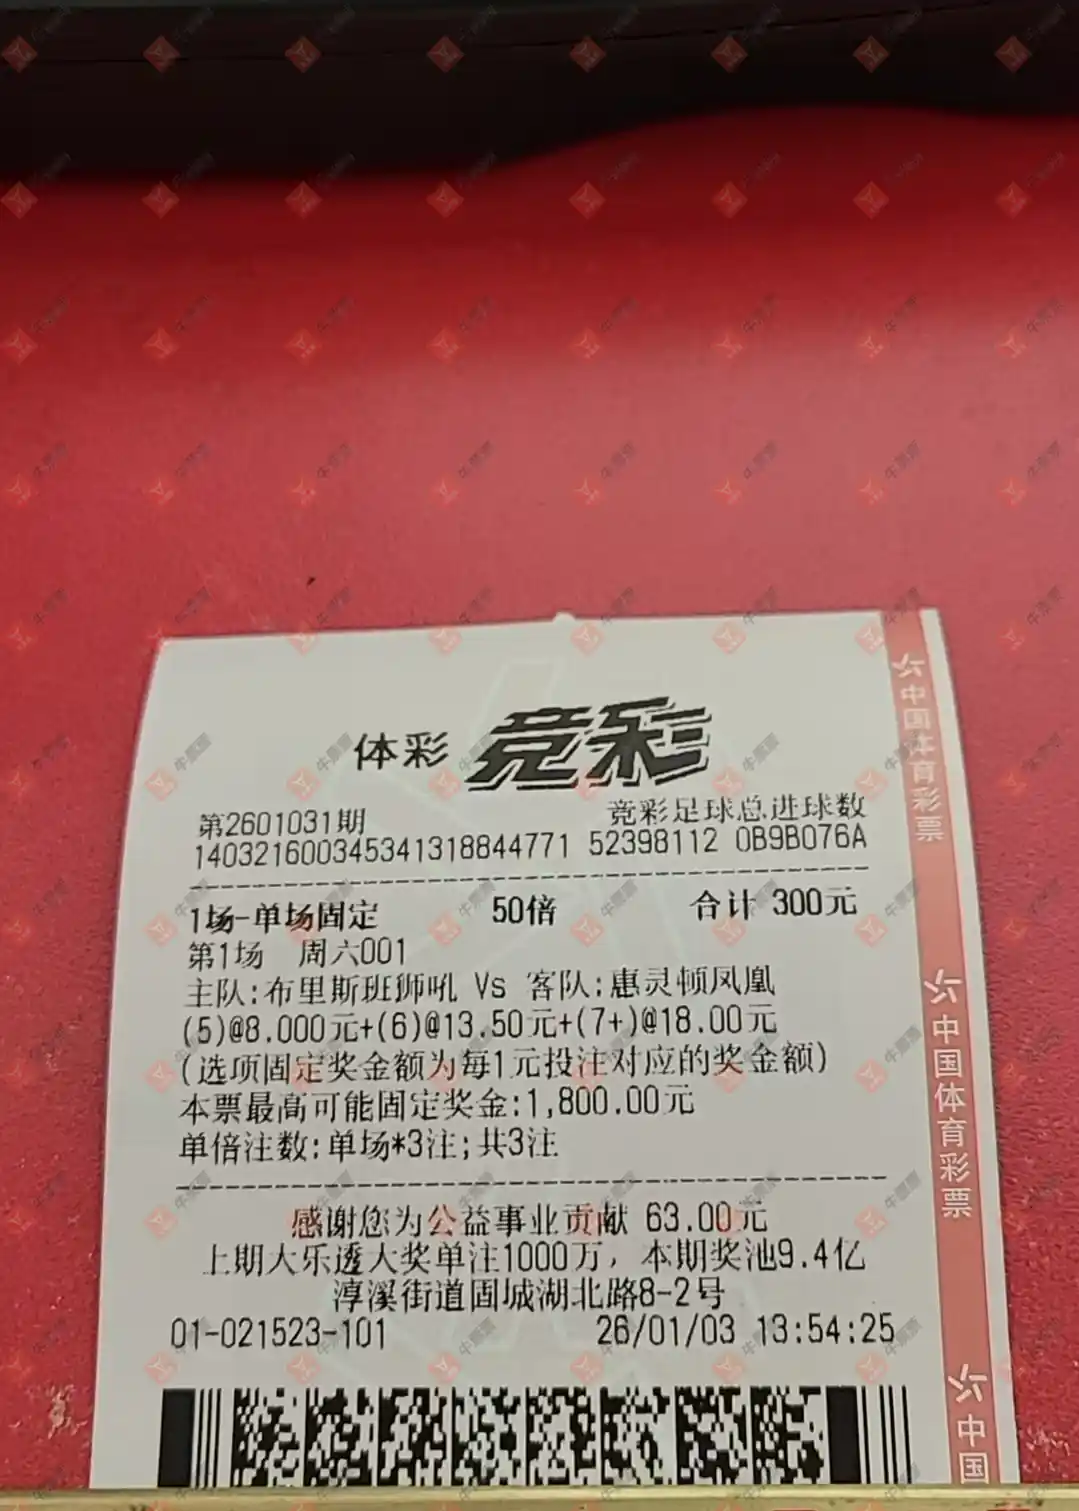 体彩 竞彩
第2601031期 竞彩足球总进球数
140321600345341318844771 52398112 0B9B076A
1场-单场固定 50倍 合计 300元
第1场 周六001
主队:布里斯班狮吼 Vs 客队:惠灵顿凤凰
(5)@8.000元+(6)@13.50元+(7+)@18.00元
(选项固定奖金额为每1元投注对应的奖金额)
本票最高可能固定奖金:1,800.00元
单倍注数:单场*3注;共3注
感谢您为公益事业贡献 63.00元
上期大乐透大奖单注1000万，本期奖池9.4亿
淳溪街道固城湖北路8-2号
01-021523-101 26/01/03 13:54:25
中国体育彩票
中国体育彩票
中国
牛票票